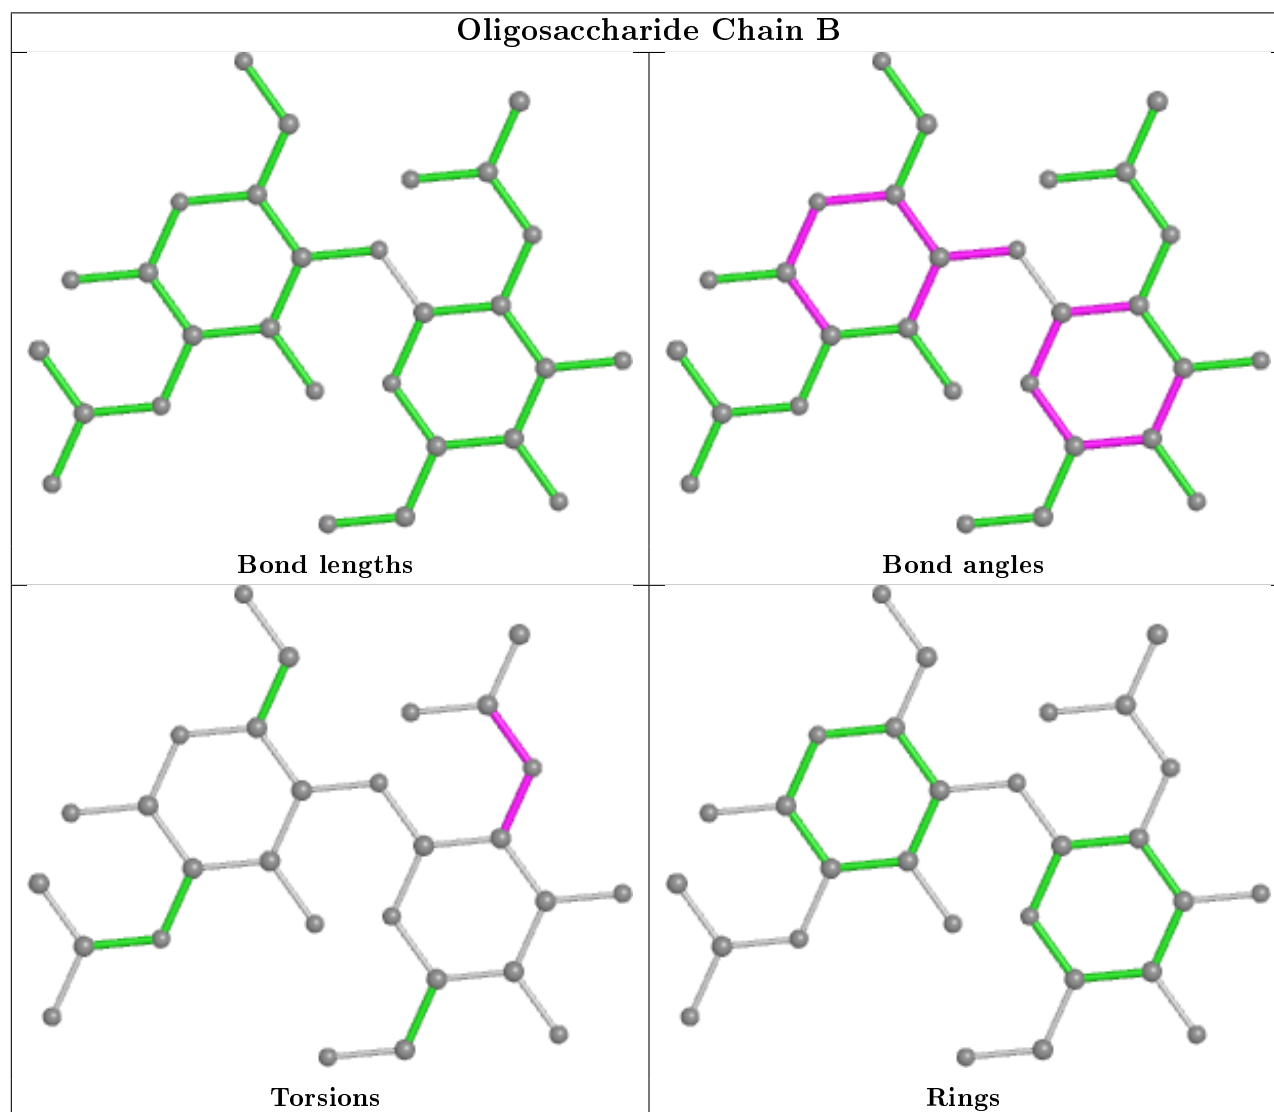 Oligosaccharide Chain B
Bond lengths
Bond angles
Torsions
Rings